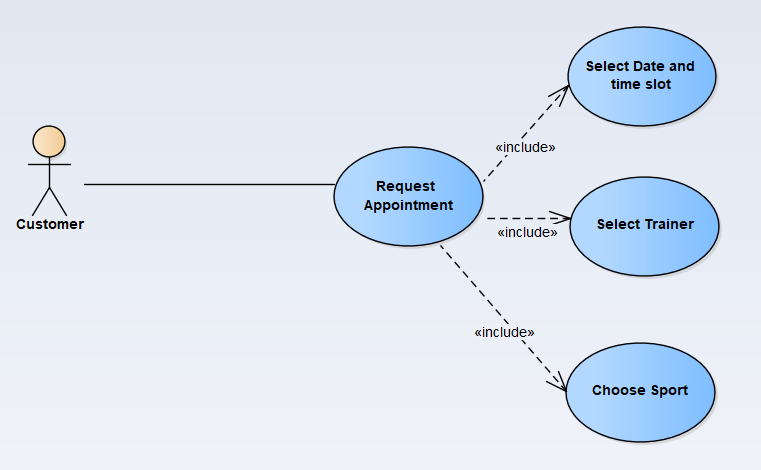 Select Date and
time slot
«include»
Request
Appointment
Customer
Select Trainer
«include»
«include»
Choose Sport